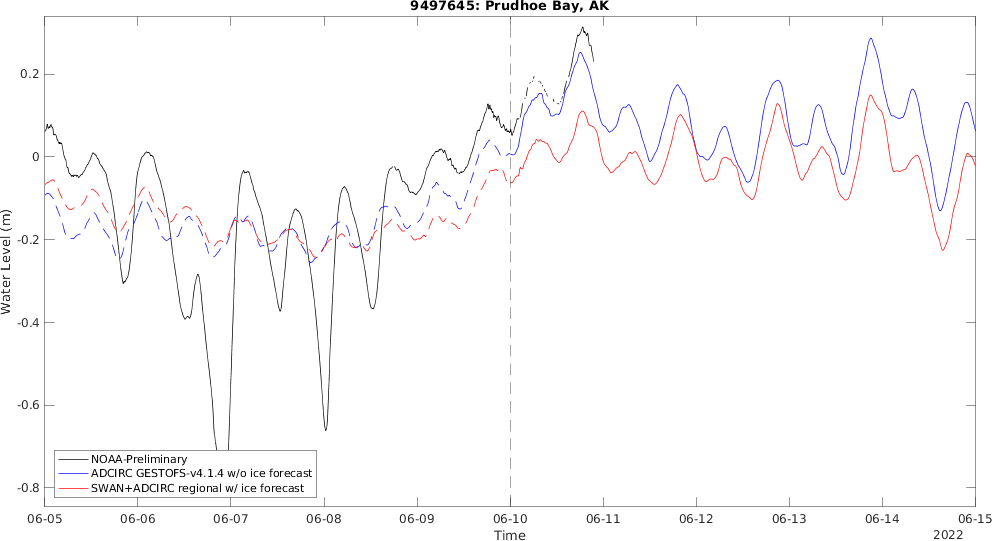 9497645: Prudhoe Bay, AK
0.2
0
-0.2
-0.4
-0.6
-0.8
Water Level (m)
NOAA-Preliminary
ADCIRC GESTOFS-v4.1.4 w/o ice forecast
SWAN+ADCIRC regional w/ ice forecast
06-05 06-06 06-07 06-08 06-09 06-10 06-11 06-12 06-13 06-14 06-15
Time
2022